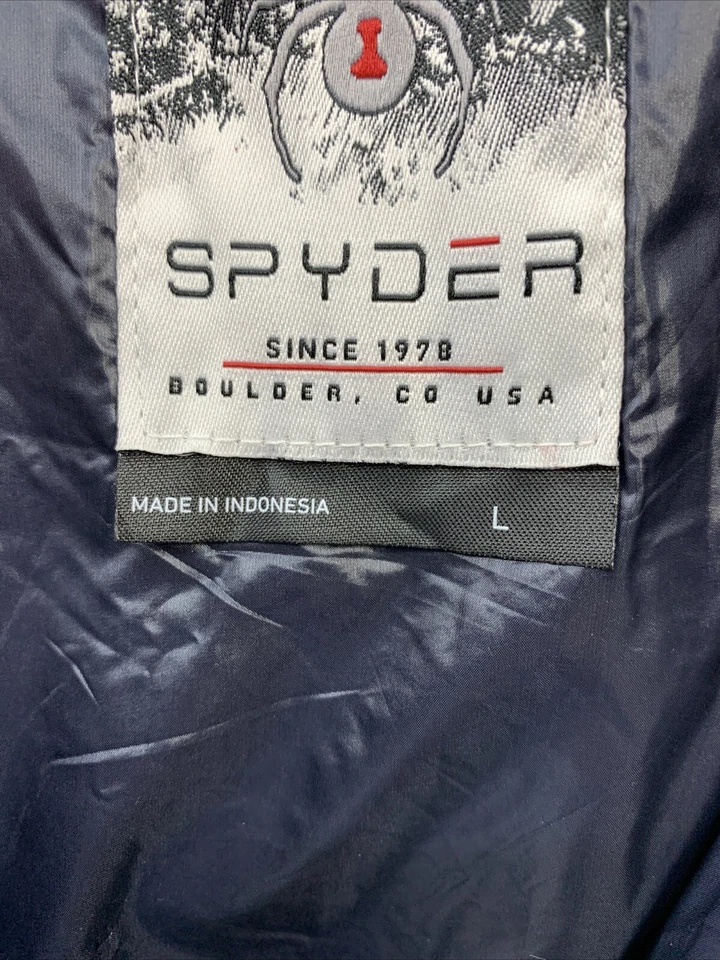 SPYDER
SINCE 1978
BOULDER, CO USA
MADE IN INDONESIA L